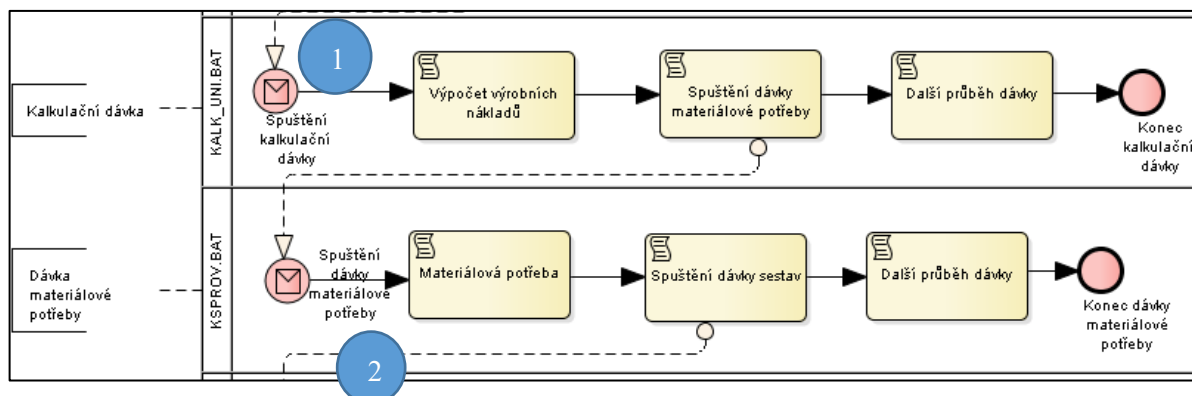 1
KALK_UNI.BAT
Kalkulační dávka
Spuštění
kalkulační
dávky
Výpočet výrobních
nákladů
Spuštění dávky
materiálové potřeby
Další průběh dávky
Konec
kalkulační
dávky
KSPROV.BAT
Dávka
materiálové
potřeby
Spuštění
dávky
materiálové
potřeby
Materiálová potřeba
Spuštění dávky sestav
Další průběh dávky
Konec dávky
materiálové
potřeby
2